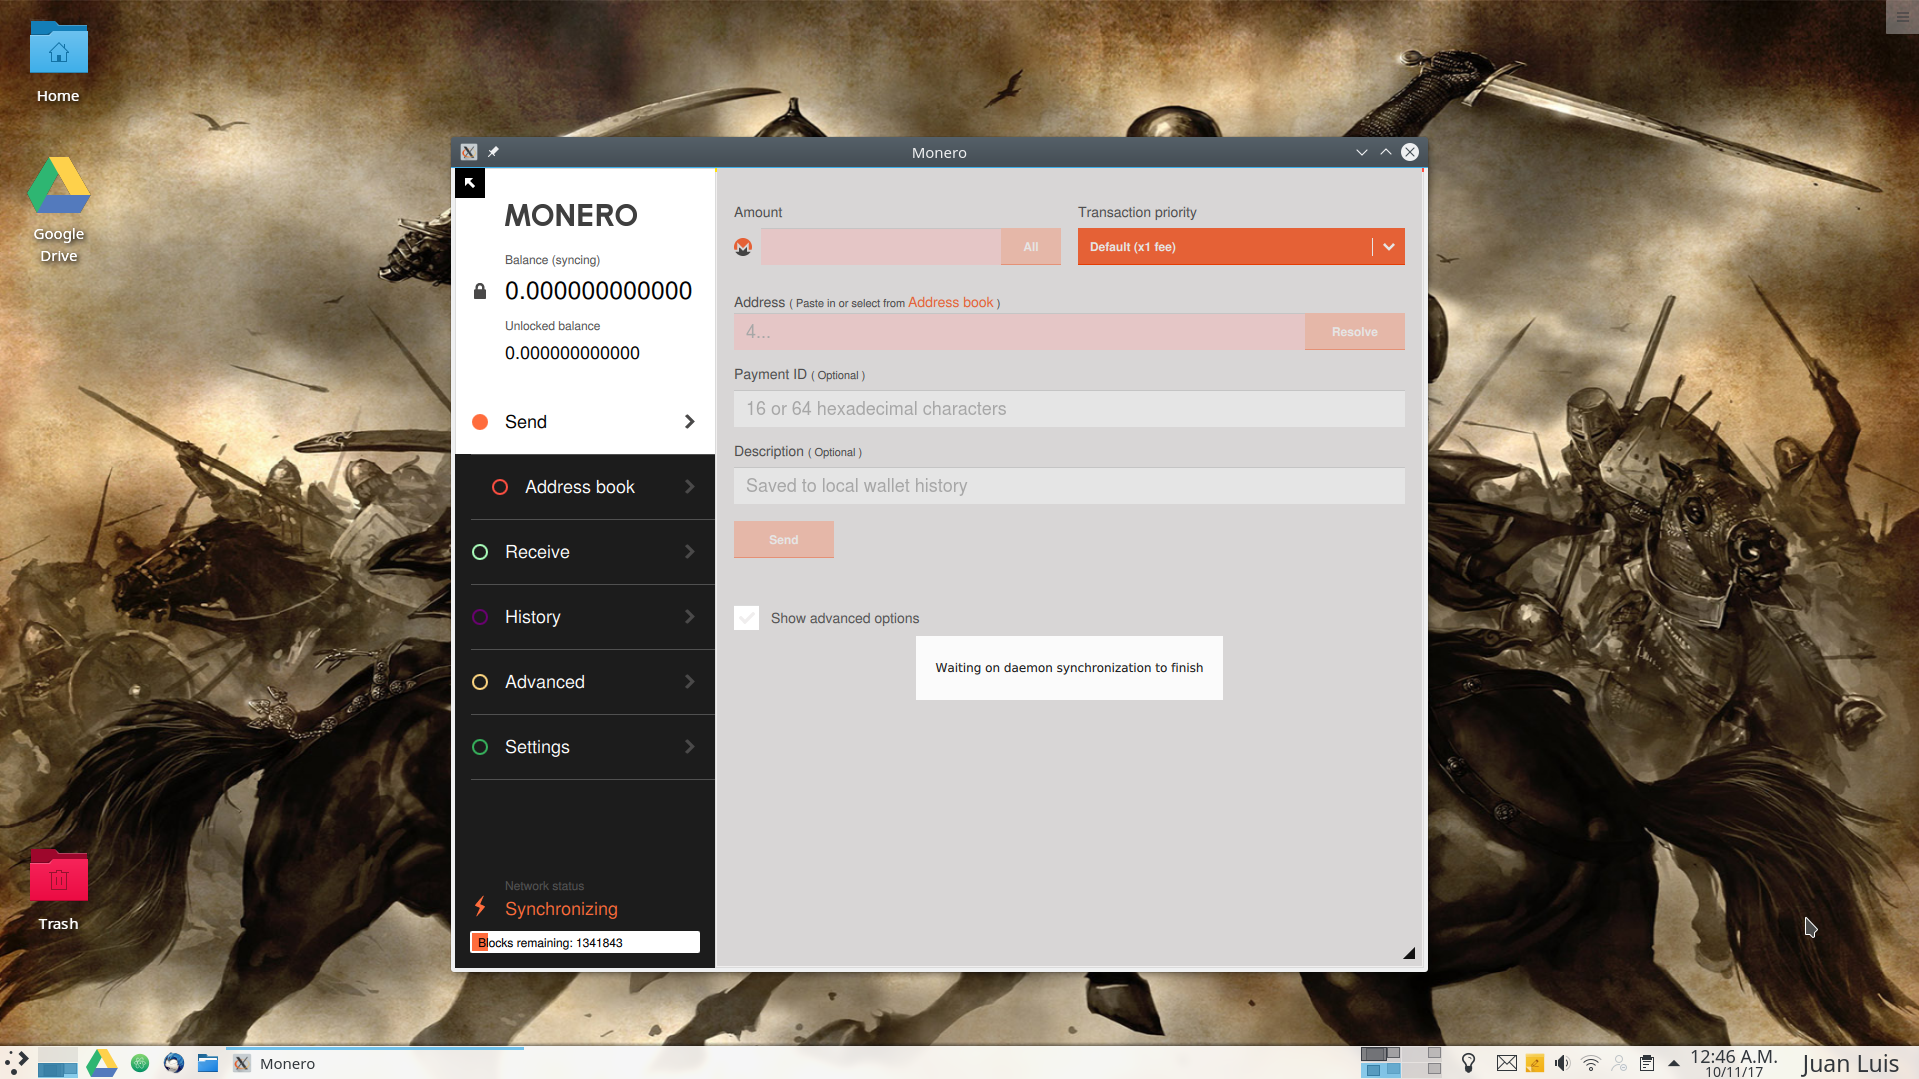 Home
Google
Drive
Trash
Monero
MONERO
Balance (syncing)
0.000000000000
Unlocked balance
0.000000000000
Send
Address book
Receive
History
Advanced
Settings
Network status
Synchronizing
Blocks remaining: 1341843
Amount
All
Transaction priority
Default (x1 fee)
Address ( Paste in or select from Address book )
4...
Resolve
Payment ID ( Optional )
16 or 64 hexadecimal characters
Description ( Optional )
Saved to local wallet history
Send
Show advanced options
Waiting on daemon synchronization to finish
Monero
12:46 A.M.
10/11/17
Juan Luis